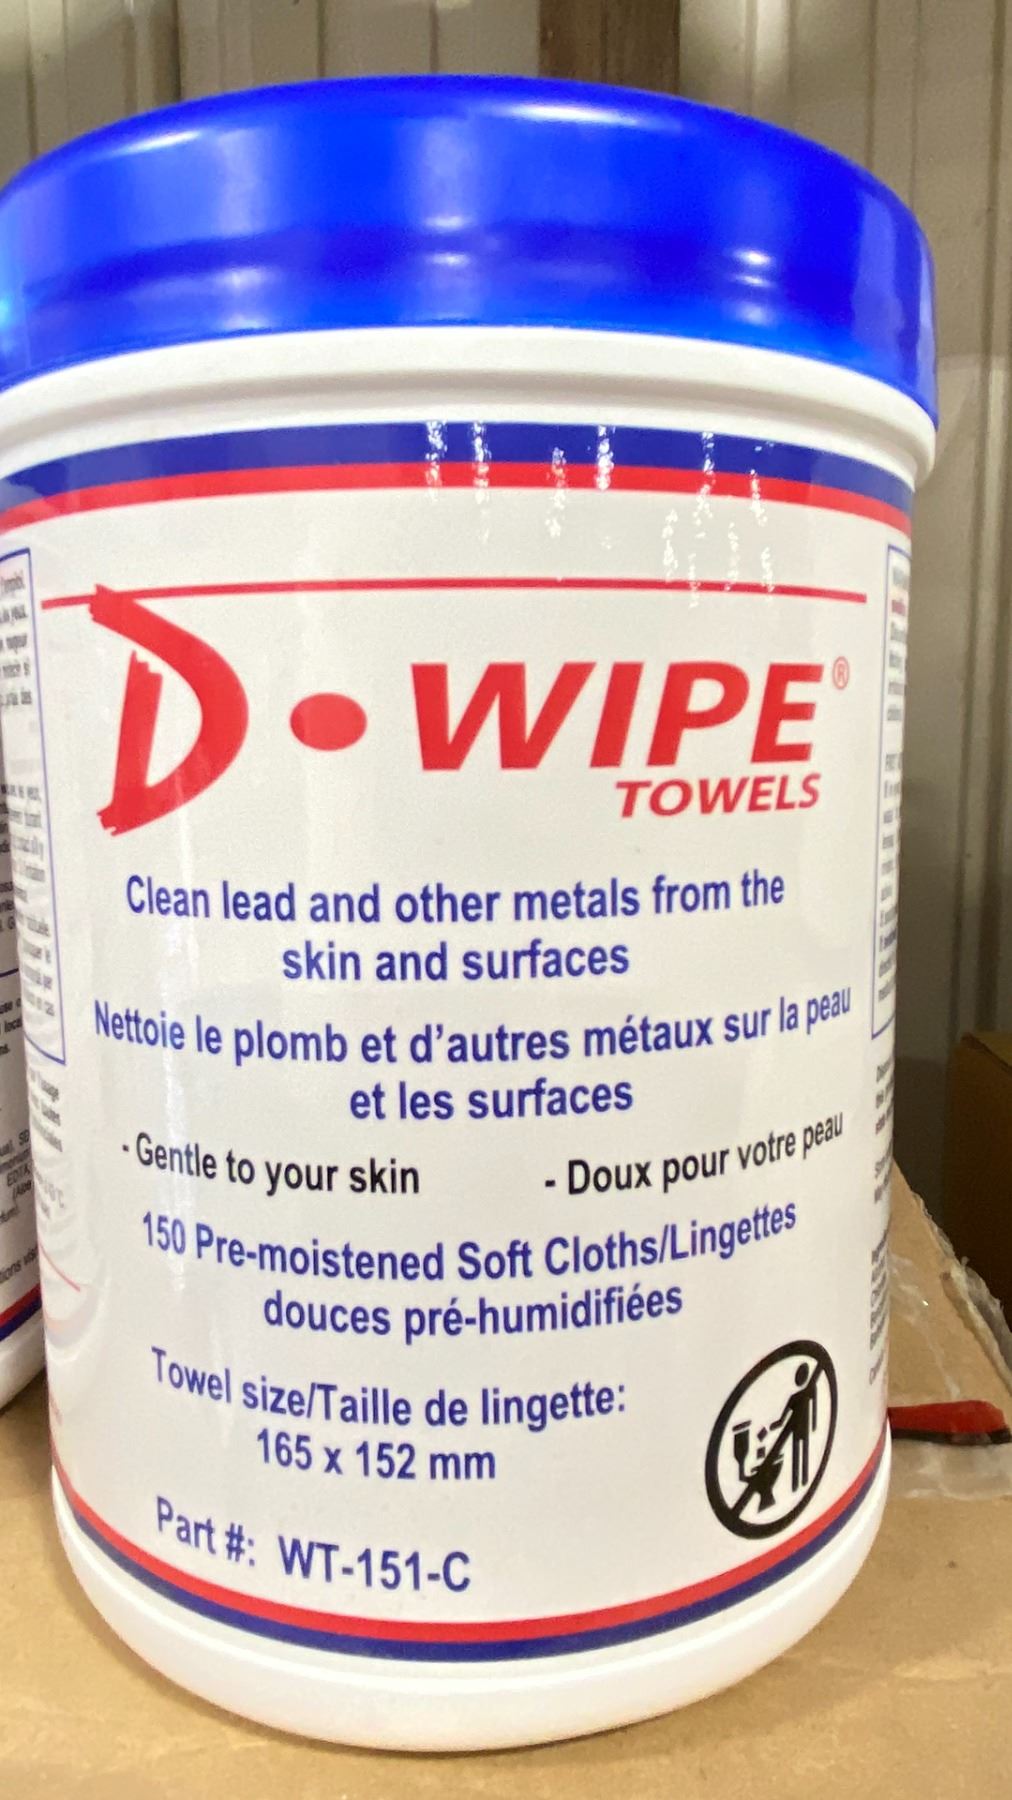 D • WIPE®
TOWELS
Clean lead and other metals from the
skin and surfaces
Nettoie le plomb et d'autres métaux sur la peau
et les surfaces
- Gentle to your skin
- Doux pour votre peau
150 Pre-moistened Soft Cloths/Lingettes
douces pré-humidifiées
Towel size/Taille de lingette:
165 x 152 mm
Part #: WT-151-C